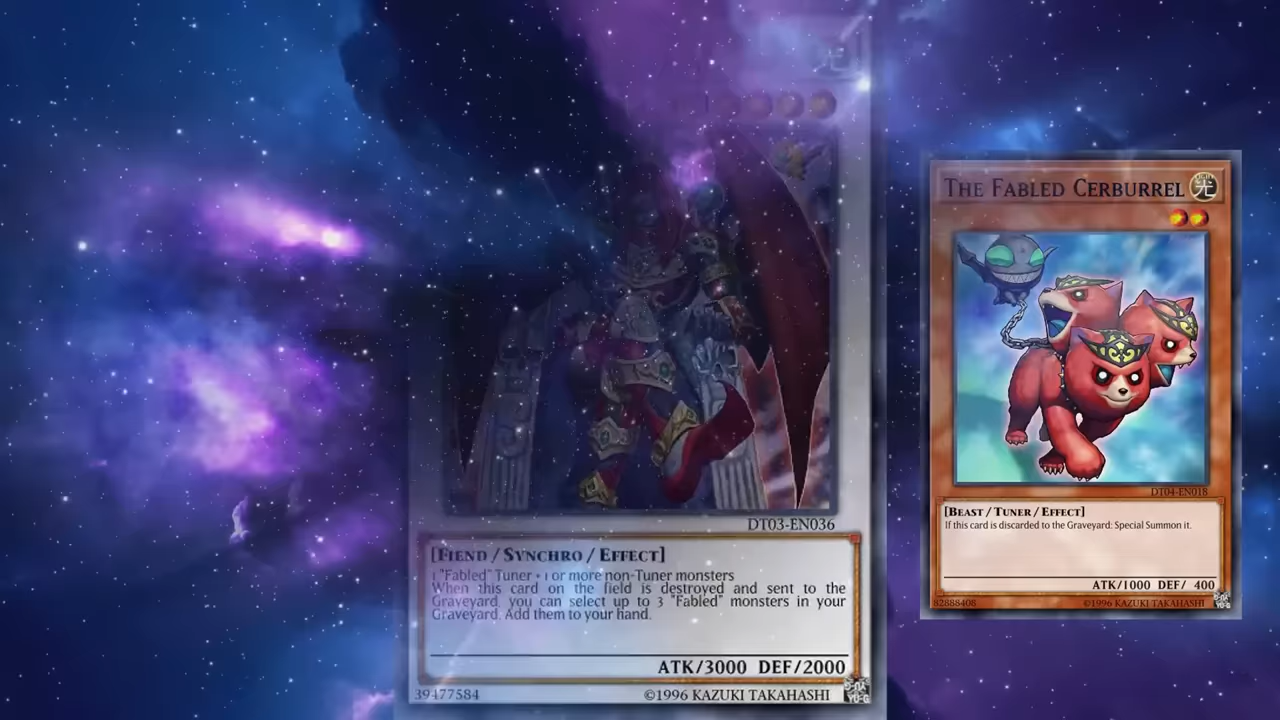 DT03-EN036
[FIEND / SYNCHRO / EFFECT]
1 "Fabled" Tuner + 1 or more non-Tuner monsters
When this card on the field is destroyed and sent to the
Graveyard, you can select up to 3 "Fabled" monsters in your
Graveyard. Add them to your hand.
ATK/3000 DEF/2000
39477584
©1996 KAZUKI TAKAHASHI
THE FABLED CERBURREL
光
DT04-EN018
[BEAST / TUNER / EFFECT]
If this card is discarded to the Graveyard: Special Summon it.
ATK/1000 DEF/ 400
82888408
©1996 KAZUKI TAKAHASHI